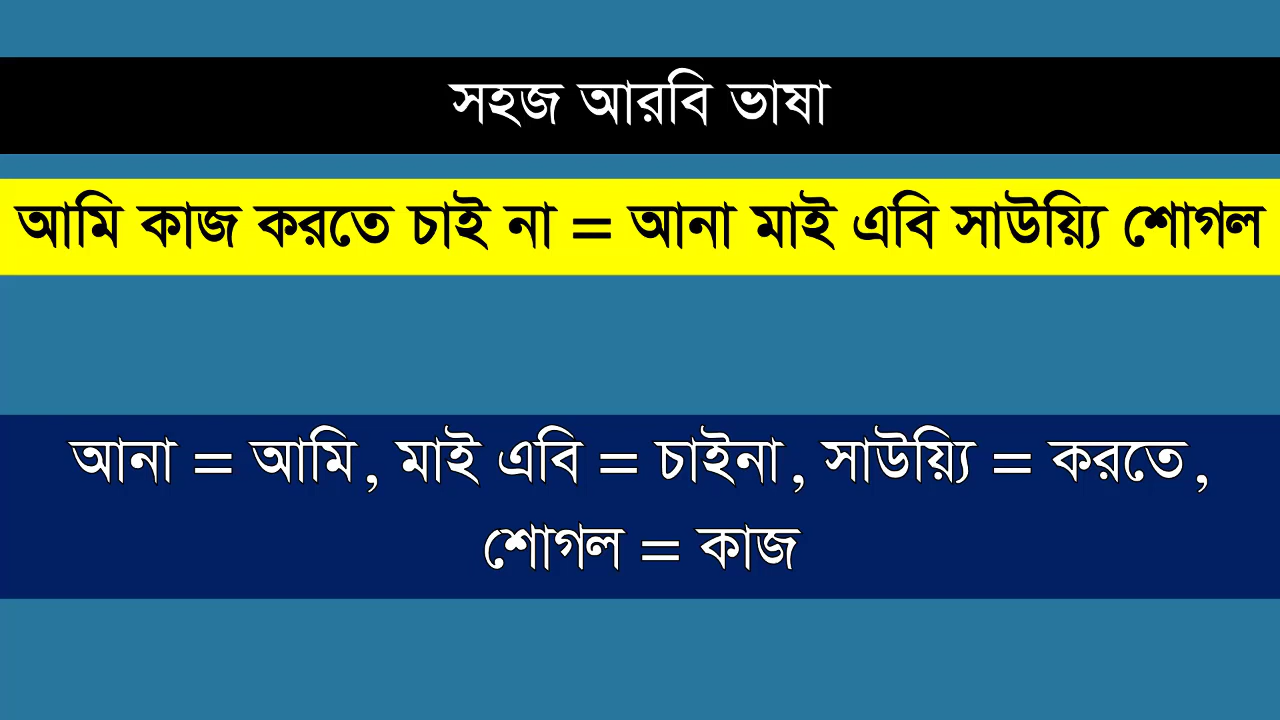 সহজ আরবি ভাষা
আমি কাজ করতে চাই না = আনা মাই এবি সাউয়্যি শোগল
আনা = আমি, মাই এবি = চাইনা, সাউয়্যি = করতে,
শোগল = কাজ